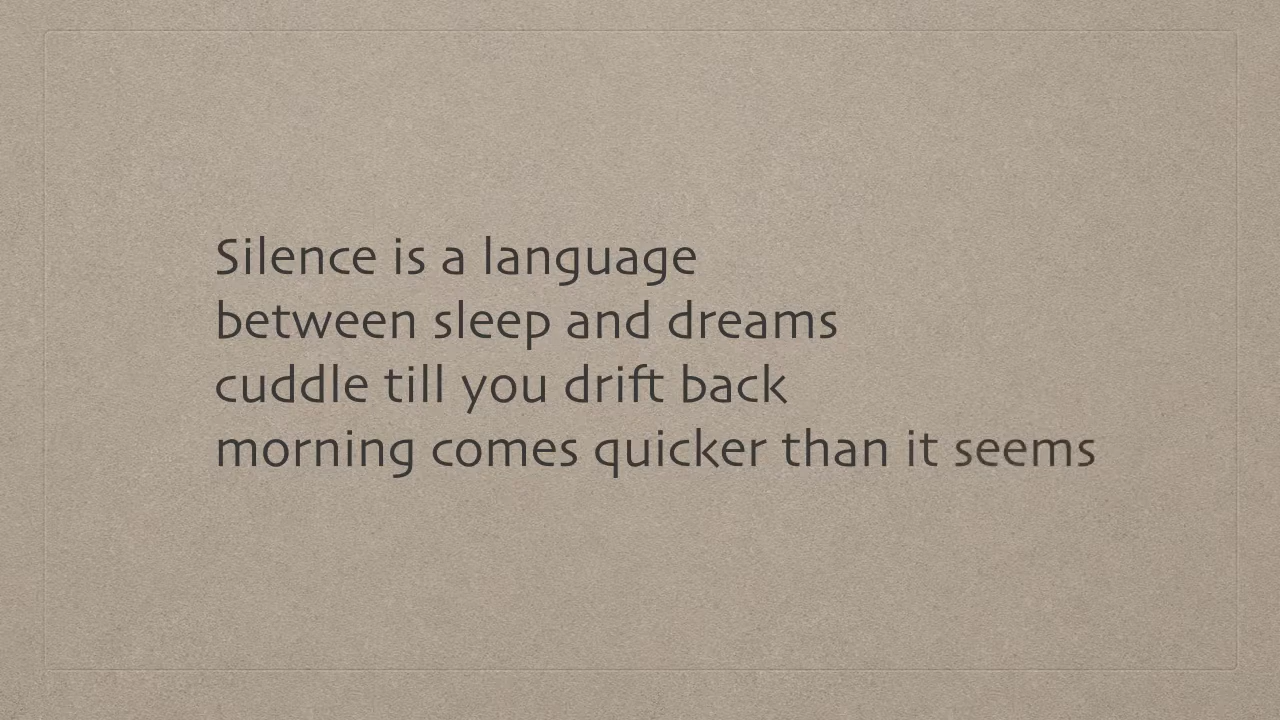 Silence is a language
between sleep and dreams
cuddle till you drift back
morning comes quicker than it seems